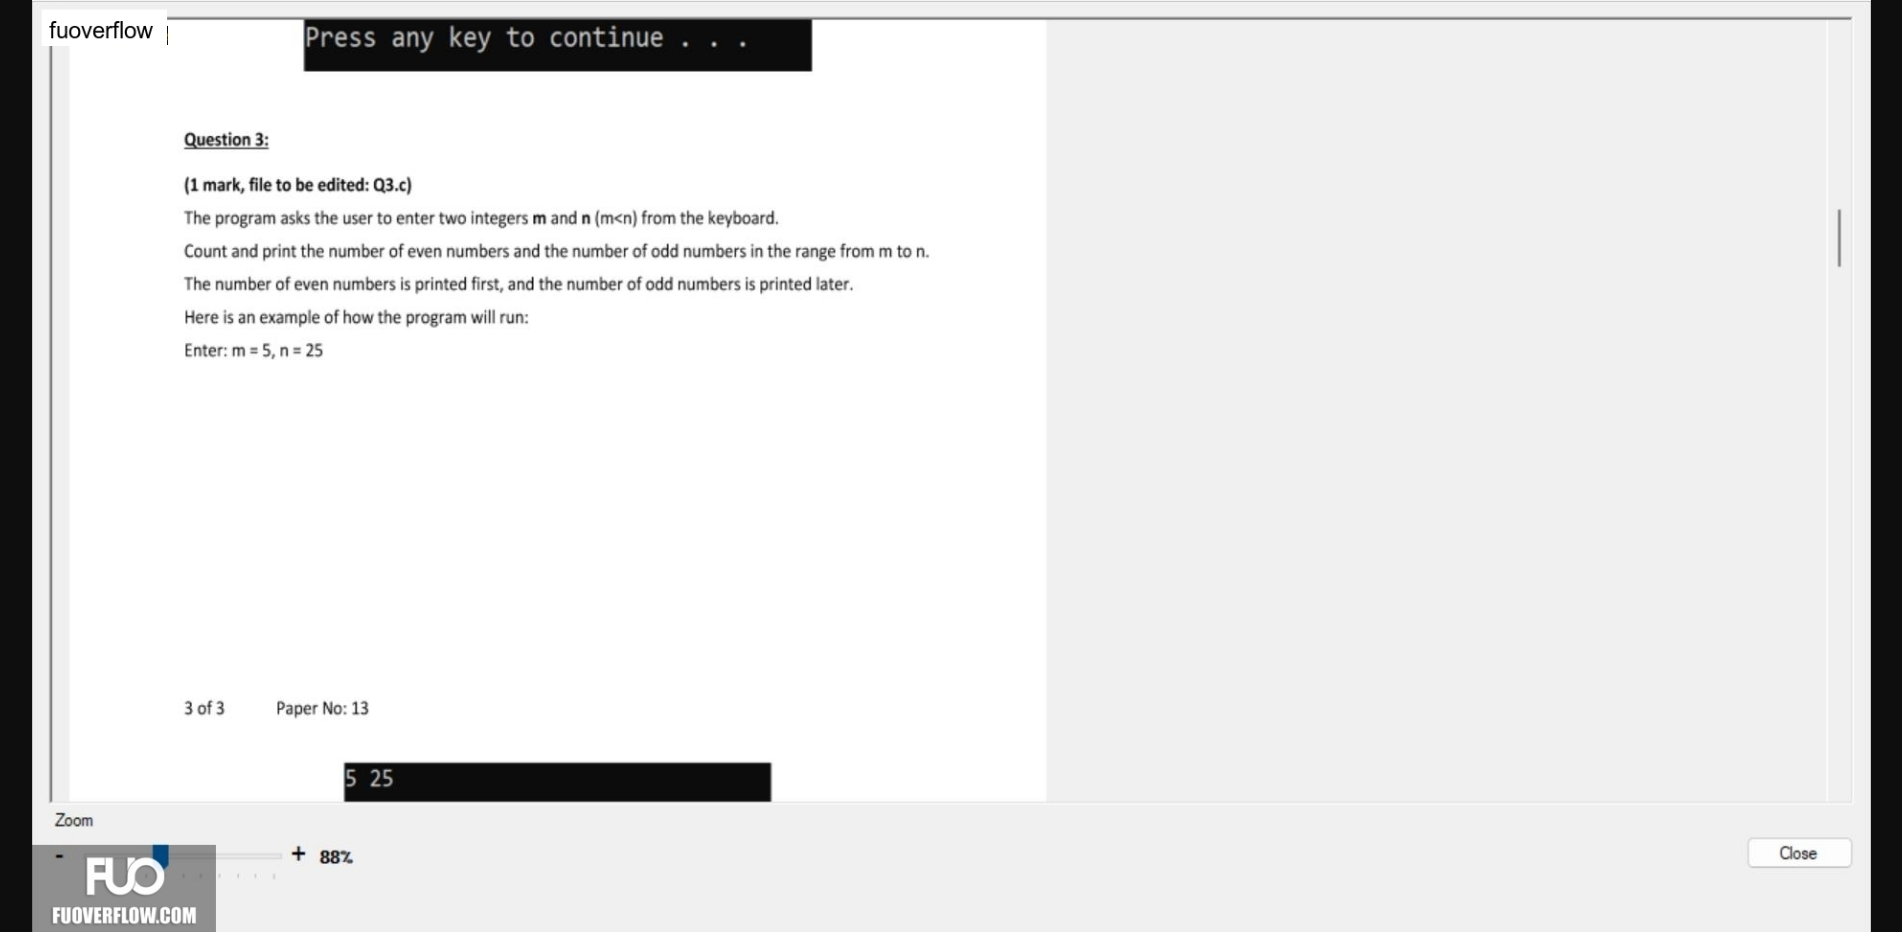 fuoverflow
Press any key to continue . . .
Question 3:
(1 mark, file to be edited: Q3.c)
The program asks the user to enter two integers m and n (m<n) from the keyboard.
Count and print the number of even numbers and the number of odd numbers in the range from m to n.
The number of even numbers is printed first, and the number of odd numbers is printed later.
Here is an example of how the program will run:
Enter: m = 5, n = 25
3 of 3 Paper No: 13
5 25
Zoom
- + 88%
Close
FUO
FUOVERFLOW.COM